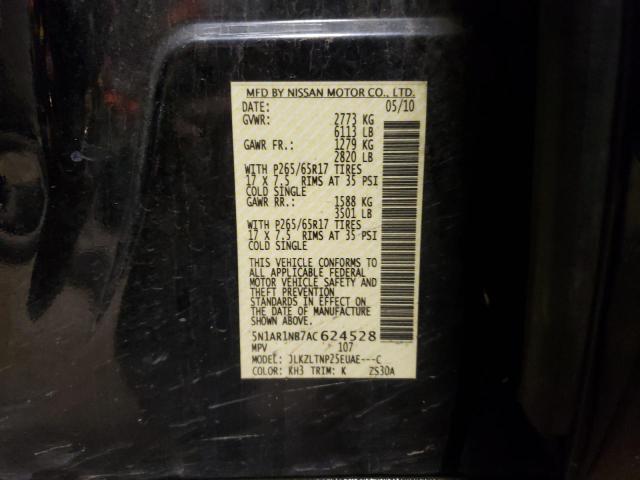 MFD BY NISSAN MOTOR CO., LTD.
DATE: 05/10
GVWR: 2773 KG
6113 LB
GAWR FR.: 1279 KG
2820 LB
WITH P265/65R17 TIRES
17 X 7.5 RIMS AT 35 PSI
COLD SINGLE
GAWR RR.: 1588 KG
3501 LB
WITH P265/65R17 TIRES
17 X 7.5 RIMS AT 35 PSI
COLD SINGLE
THIS VEHICLE CONFORMS TO
ALL APPLICABLE FEDERAL
MOTOR VEHICLE SAFETY AND
THEFT PREVENTION
STANDARDS IN EFFECT ON
THE DATE OF MANUFACTURE
SHOWN ABOVE.
5N1AR1NB7AC624528
MPV 107
MODEL: JLKZLTNP25EUAE---C
COLOR: KH3 TRIM: K ZS30A